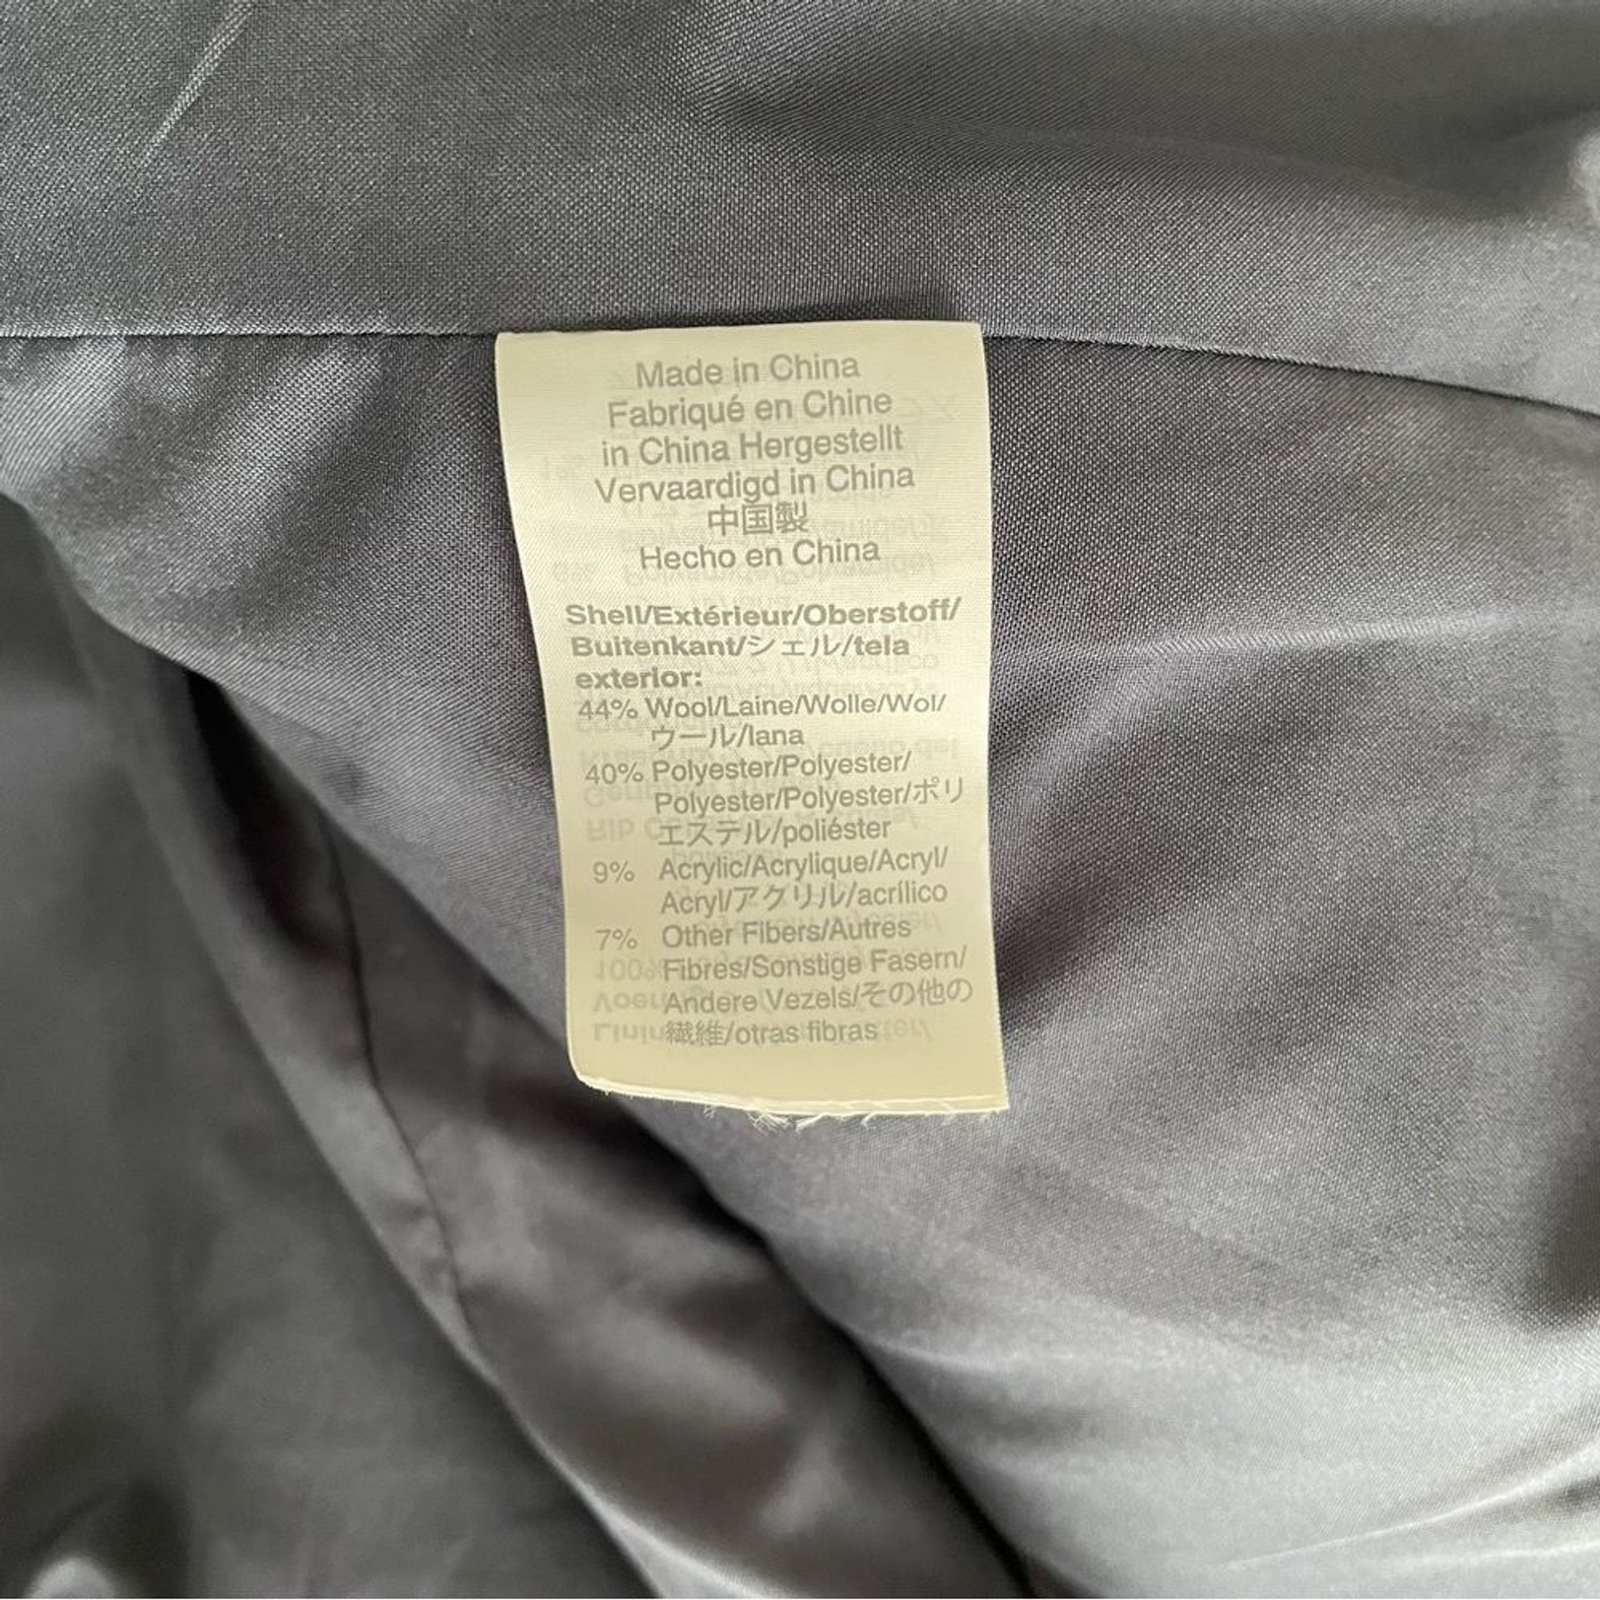 Made in China
Fabriqué en Chine
in China Hergestellt
Vervaardigd in China
中国製
Hecho en China
Shell/Extérieur/Oberstoff/
Buitenkant/シェル/tela
exterior:
44% Wool/Laine/Wolle/Wol/
ウール/lana
40% Polyester/Polyester/
Polyester/Polyester/ポリ
エステル/poliéster
9% Acrylic/Acrylique/Acryl/
Acryl/アクリル/acrílico
7% Other Fibers/Autres
Fibres/Sonstige Fasern/
Andere Vezels/その他の
繊維/otras fibras